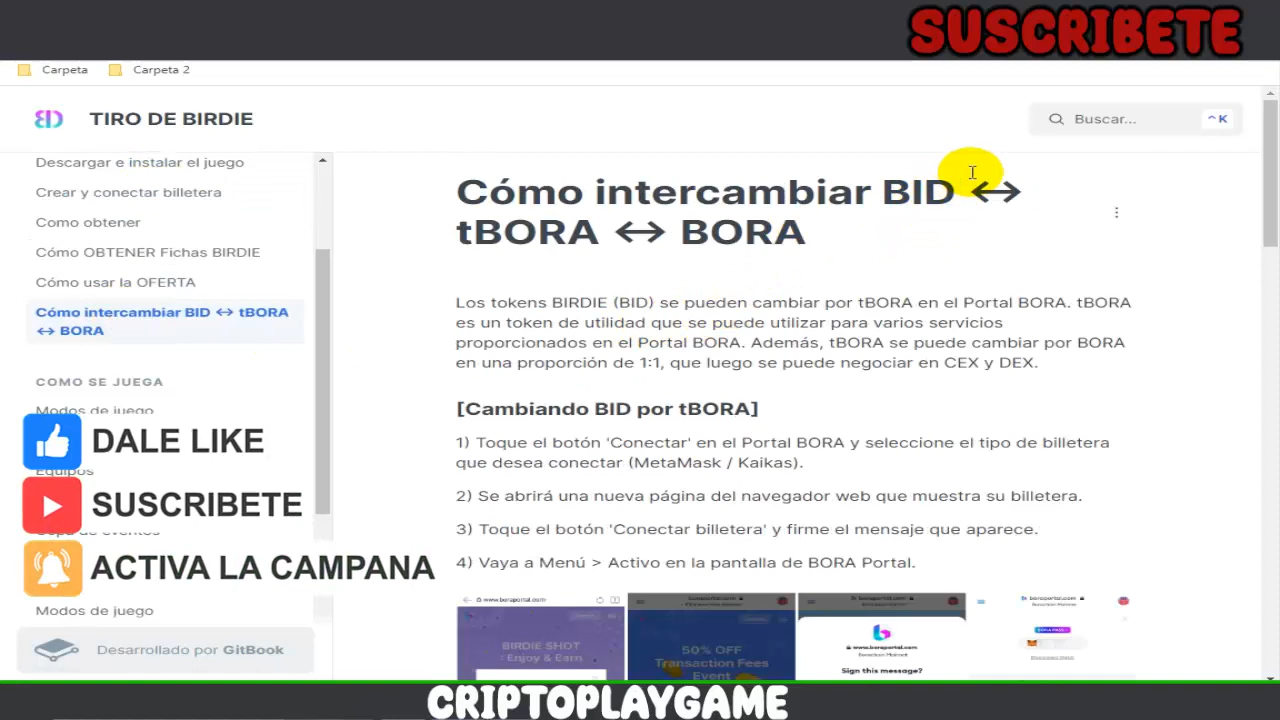 SUSCRIBETE
Carpeta
Carpeta 2
TIRO DE BIRDIE
Buscar...
^ K
Descargar e instalar el juego
Crear y conectar billetera
Como obtener
Cómo OBTENER Fichas BIRDIE
Cómo usar la OFERTA
Cómo intercambiar BID ↔ tBORA
↔ BORA
COMO SE JUEGA
Modos de juego
DALE LIKE
Equipos
SUSCRIBETE
ACTIVA LA CAMPANA
Modos de juego
Desarrollado por GitBook
Cómo intercambiar BID ↔
tBORA ↔ BORA
Los tokens BIRDIE (BID) se pueden cambiar por tBORA en el Portal BORA. tBORA
es un token de utilidad que se puede utilizar para varios servicios
proporcionados en el Portal BORA. Además, tBORA se puede cambiar por BORA
en una proporción de 1:1, que luego se puede negociar en CEX y DEX.
[Cambiando BID por tBORA]
1) Toque el botón 'Conectar' en el Portal BORA y seleccione el tipo de billetera
que desea conectar (MetaMask / Kaikas).
2) Se abrirá una nueva página del navegador web que muestra su billetera.
3) Toque el botón 'Conectar billetera' y firme el mensaje que aparece.
4) Vaya a Menú > Activo en la pantalla de BORA Portal.
www.boraportal.com
BIRDIE SHOT
Enjoy & Earn
50% OFF
Transaction Fees
Event
www.boraportal.com
Sign this message?
CRIPTOPLAYGAME